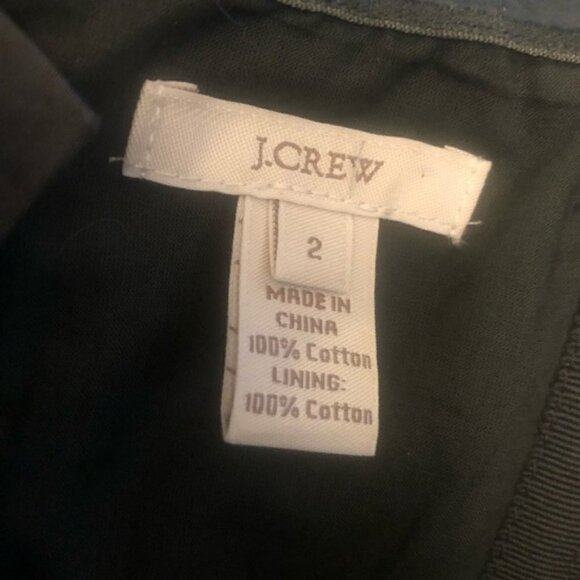 J.CREW
2
MADE IN
CHINA
100% Cotton
LINING:
100% Cotton